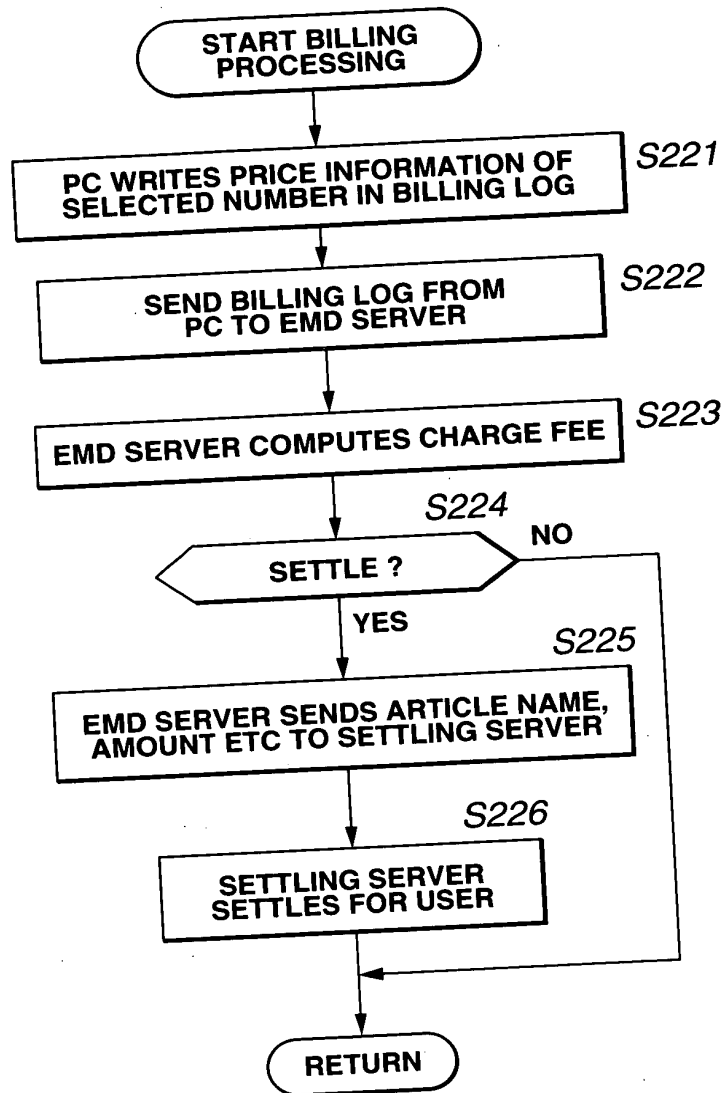 START BILLING
PROCESSING
PC WRITES PRICE INFORMATION OF
SELECTED NUMBER IN BILLING LOG
S221
SEND BILLING LOG FROM
PC TO EMD SERVER
S222
EMD SERVER COMPUTES CHARGE FEE
S223
S224
SETTLE ?
NO
YES
S225
EMD SERVER SENDS ARTICLE NAME,
AMOUNT ETC TO SETTLING SERVER
S226
SETTLING SERVER
SETTLES FOR USER
RETURN